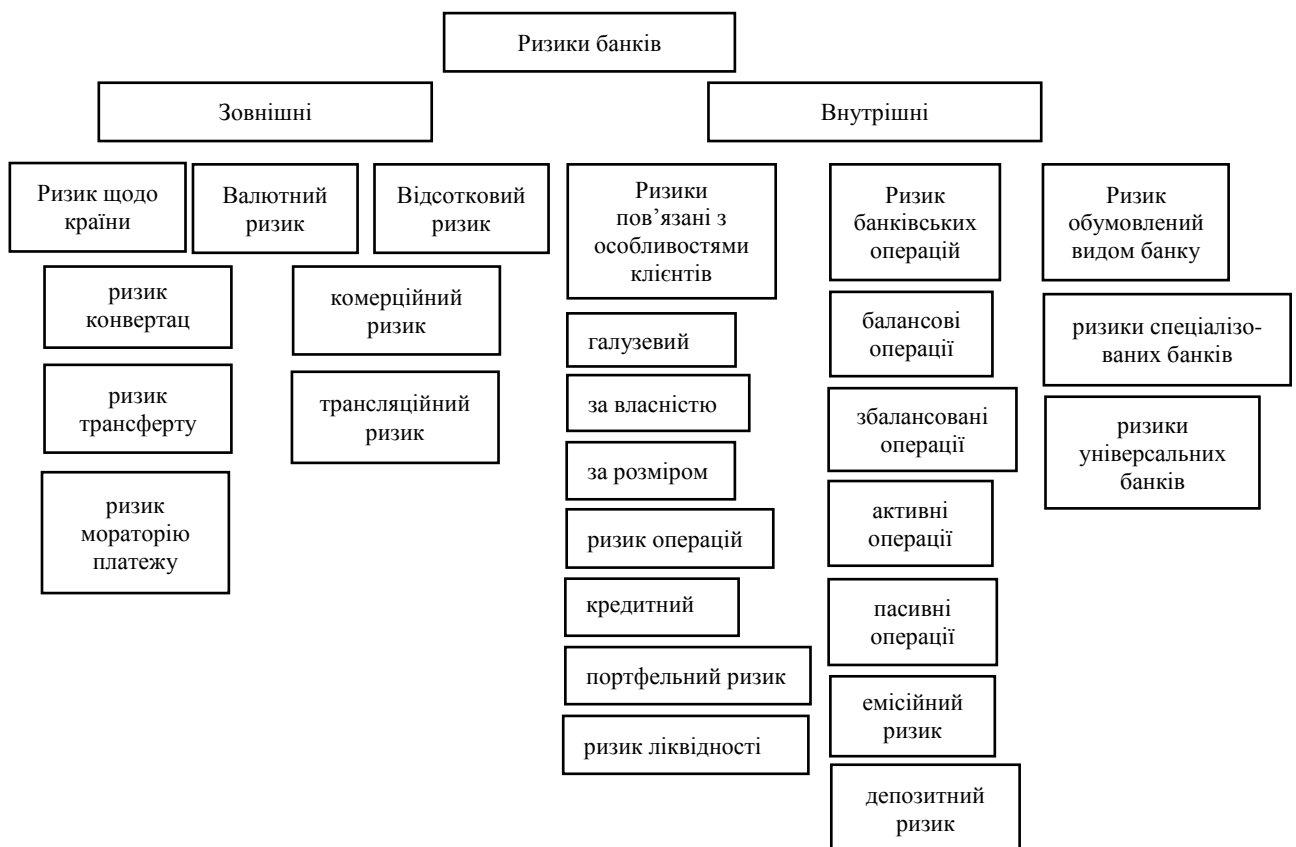 Ризики банків
Зовнішні
Внутрішні
Ризик щодо
країни
Валютний
ризик
Відсотковий
ризик
Ризики
пов’язані з
особливостями
клієнтів
Ризик
банківських
операцій
Ризик
обумовлений
видом банку
ризик
конвертац
ризик
трансферту
ризик
мораторію
платежу
комерційний
ризик
трансляційний
ризик
галузевий
за власністю
за розміром
ризик операцій
кредитний
портфельний ризик
ризик ліквідності
балансові
операції
збалансовані
операції
активні
операції
пасивні
операції
емісійний
ризик
депозитний
ризик
ризики спеціалізо-
ваних банків
ризики
універсальних
банків